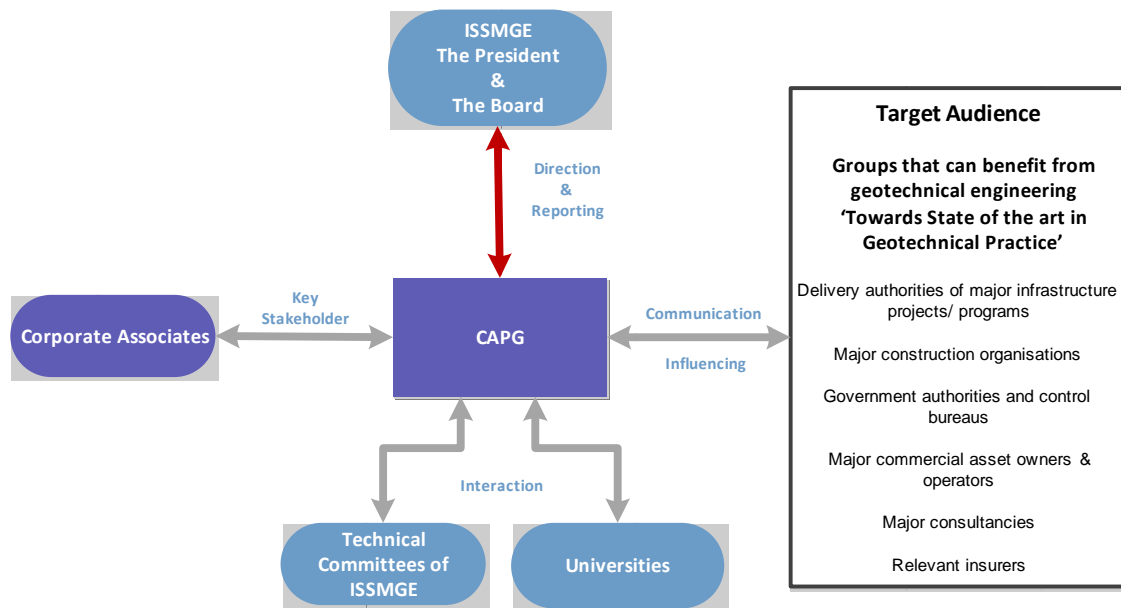 ISSMGE
The President
&
The Board
Direction
&
Reporting
Corporate Associates
Key
Stakeholder
CAPG
Communication
Influencing
Interaction
Technical
Committees of
ISSMGE
Universities
Target Audience
Groups that can benefit from
geotechnical engineering
‘Towards State of the art in
Geotechnical Practice’
Delivery authorities of major infrastructure
projects/ programs
Major construction organisations
Government authorities and control
bureaus
Major commercial asset owners &
operators
Major consultancies
Relevant insurers